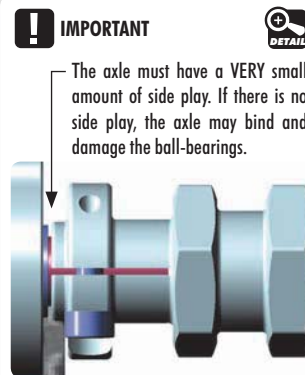 IMPORTANT
DETAIL
The axle must have a VERY small
amount of side play. If there is no
side play, the axle may bind and
damage the ball-bearings.